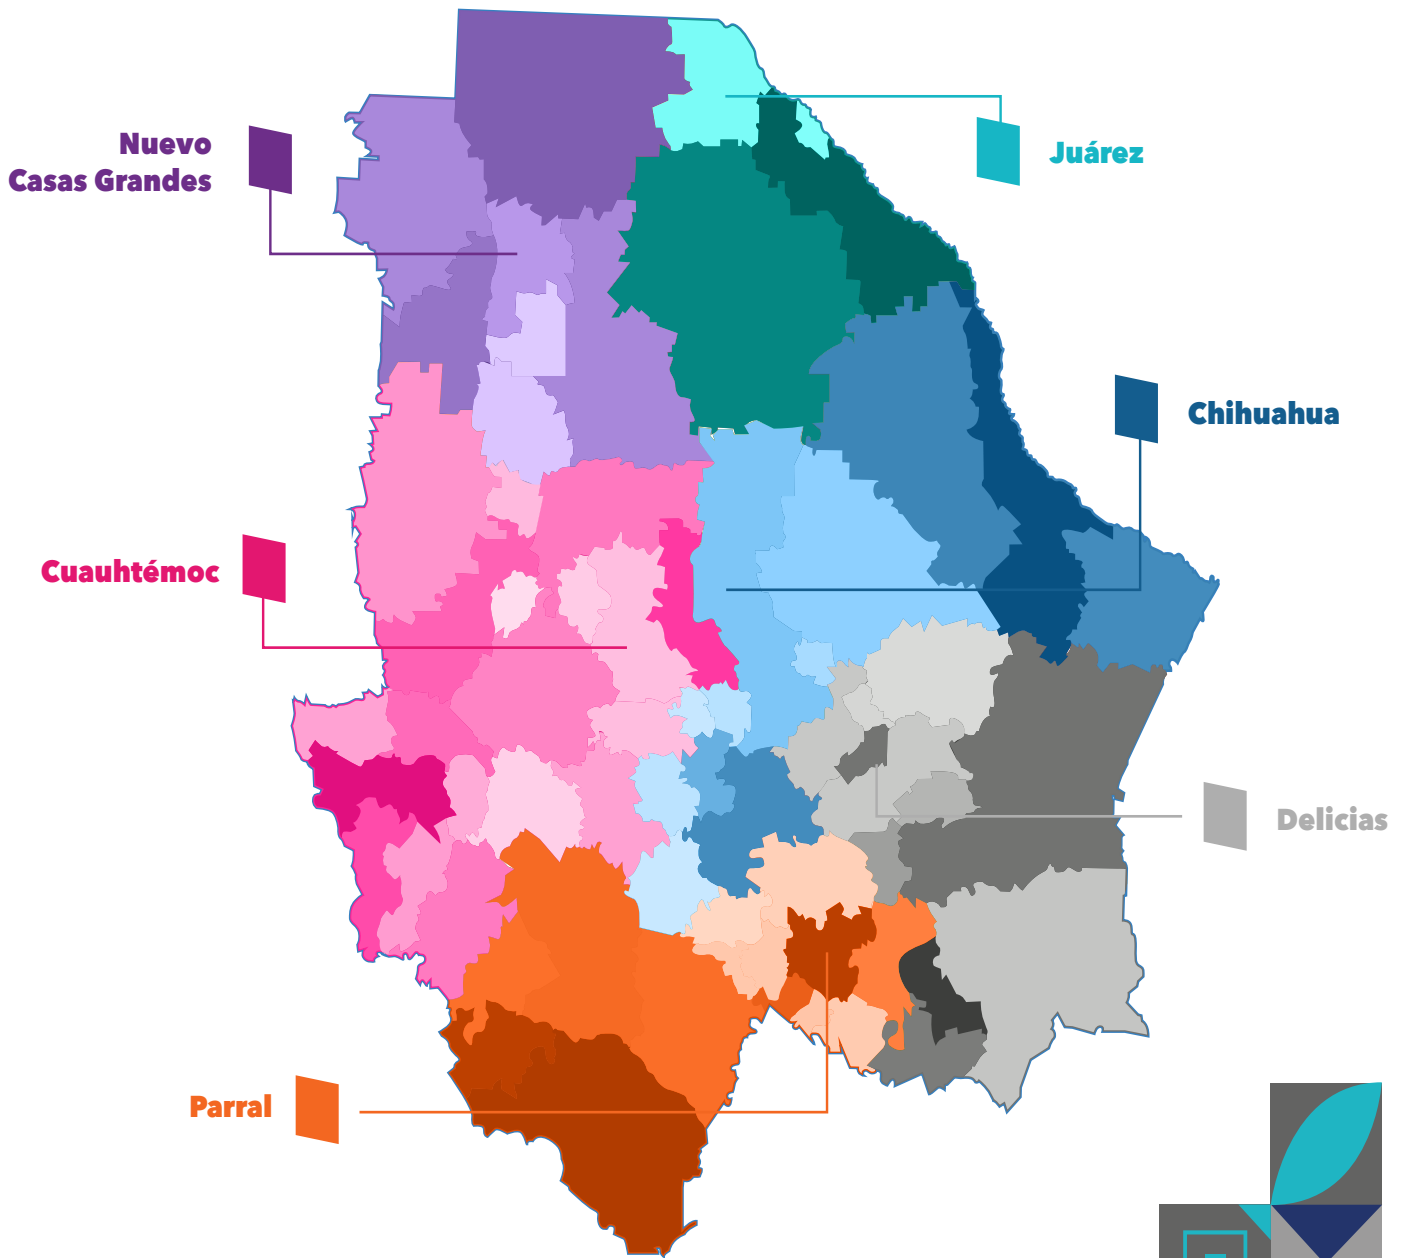 Nuevo
Casas Grandes
Juárez
Chihuahua
Cuauhtémoc
Delicias
Parral